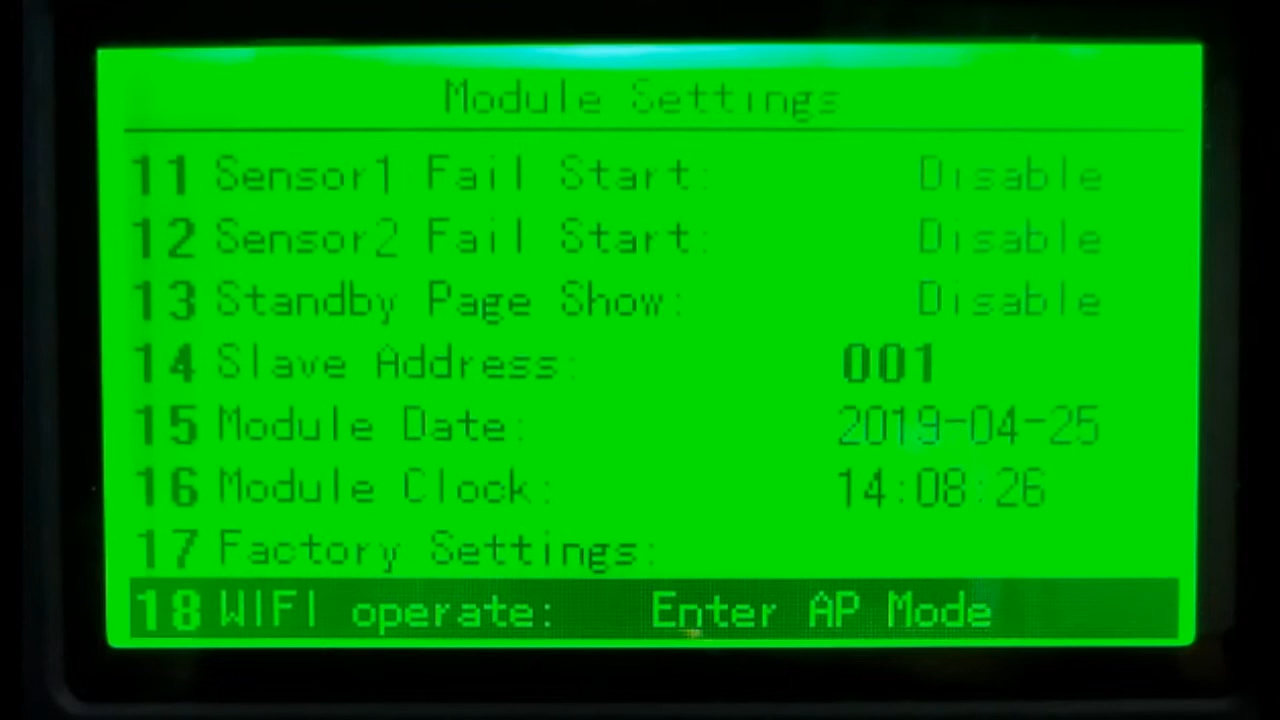 Module Settings
11 Sensor1 Fail Start: Disable
12 Sensor2 Fail Start: Disable
13 Standby Page Show: Disable
14 Slave Address: 001
15 Module Date: 2019-04-25
16 Module Clock: 14:08:26
17 Factory Settings:
18 WIFI operate: Enter AP Mode